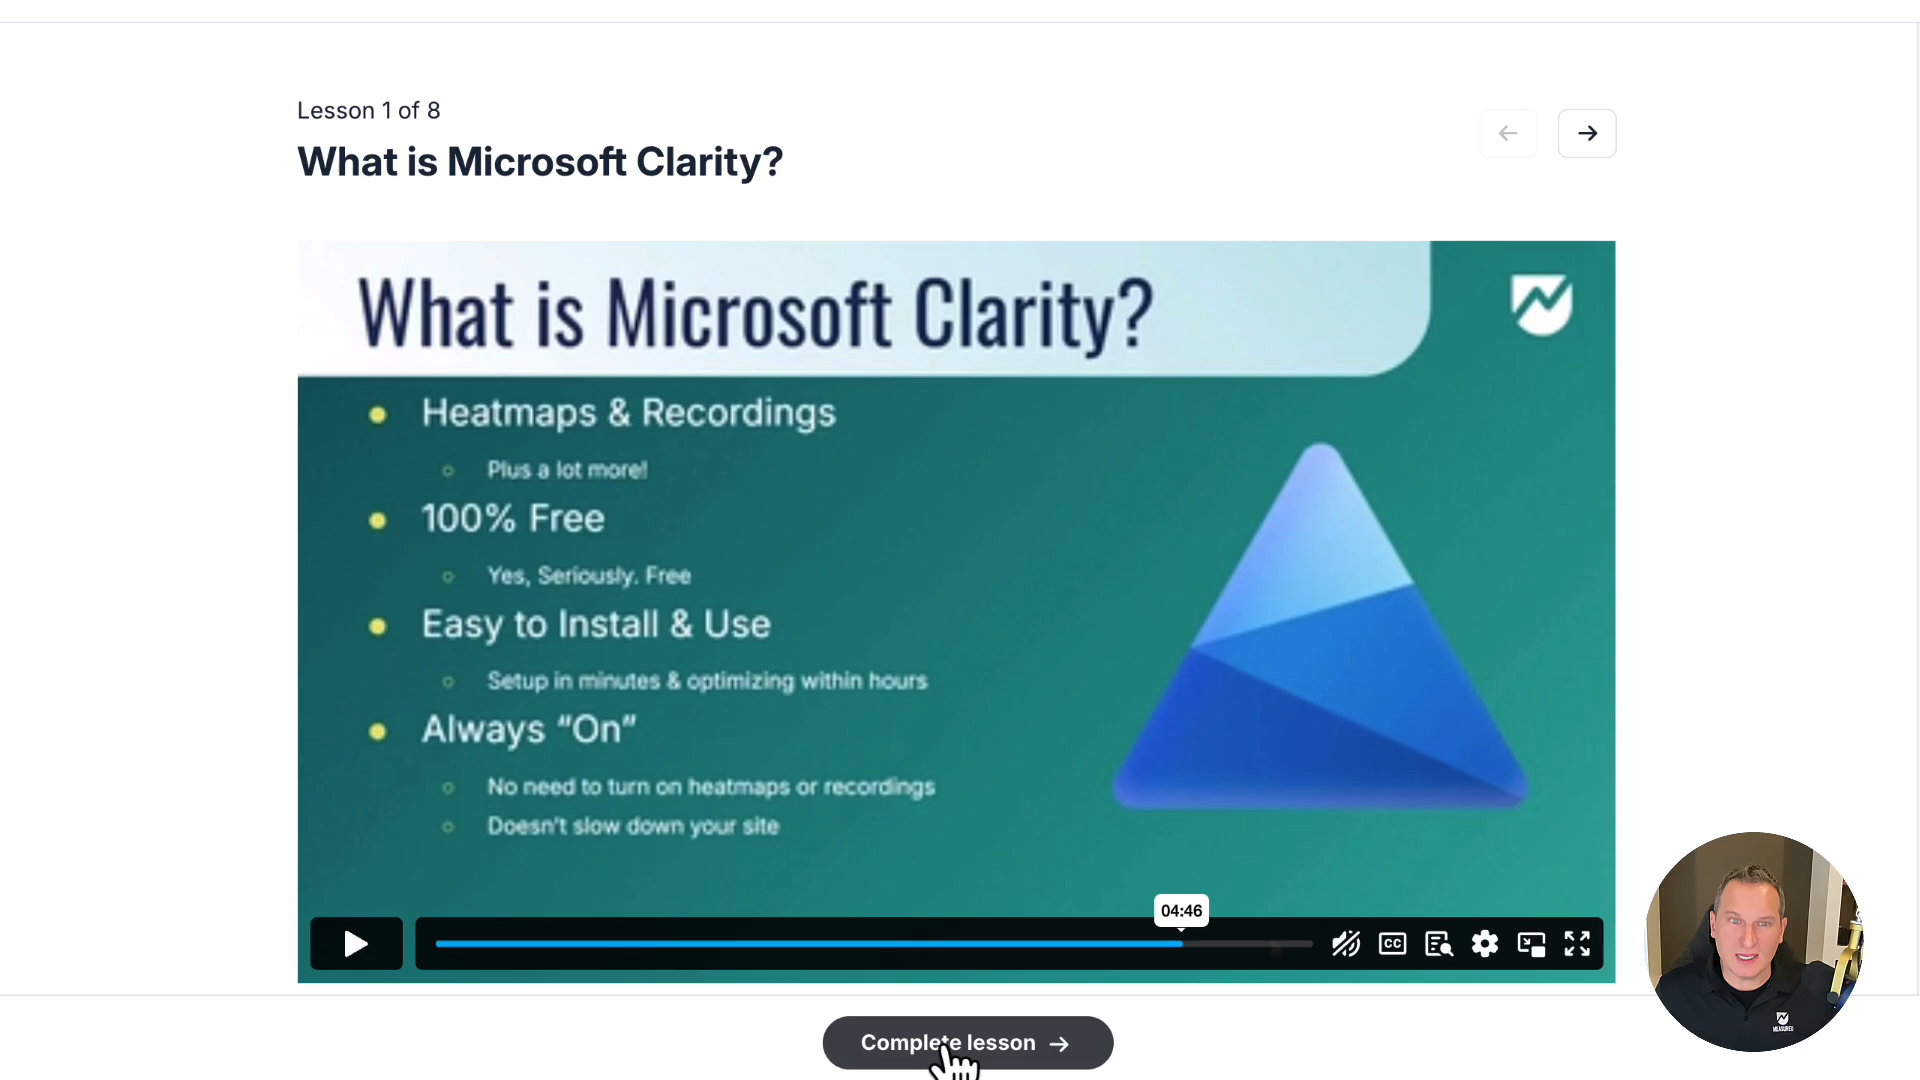 Lesson 1 of 8
What is Microsoft Clarity?
What is Microsoft Clarity?
Heatmaps & Recordings
Plus a lot more!
100% Free
Yes, Seriously. Free
Easy to Install & Use
Setup in minutes & optimizing within hours
Always “On”
No need to turn on heatmaps or recordings
Doesn't slow down your site
04:46
CC
Complete lesson
MEASURED